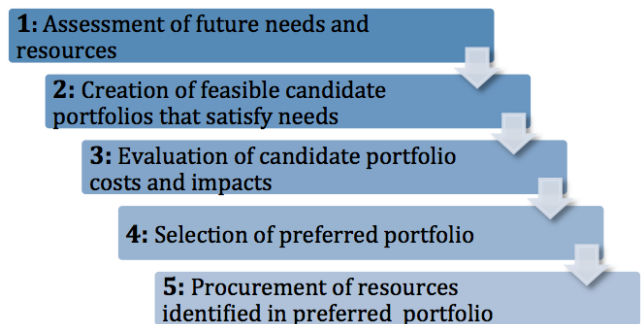 1: Assessment of future needs and
resources
2: Creation of feasible candidate
portfolios that satisfy needs
3: Evaluation of candidate portfolio
costs and impacts
4: Selection of preferred portfolio
5: Procurement of resources
identified in preferred portfolio